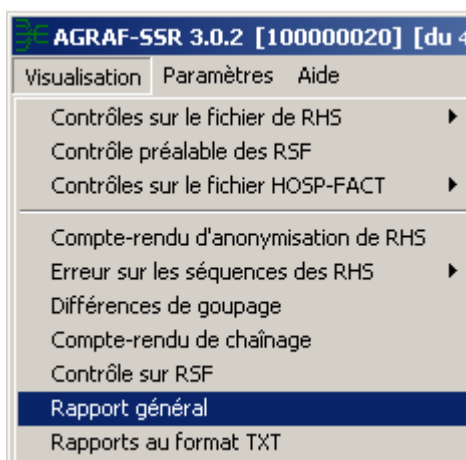 AGRAF-SSR 3.0.2 [100000020] [du 4
Visualisation Paramètres Aide
Contrôles sur le fichier de RHS
Contrôle préalable des RSF
Contrôles sur le fichier HOSP-FACT
Compte-rendu d'anonymisation de RHS
Erreur sur les séquences des RHS
Différences de goupage
Compte-rendu de chaînage
Contrôle sur RSF
Rapport général
Rapports au format TXT